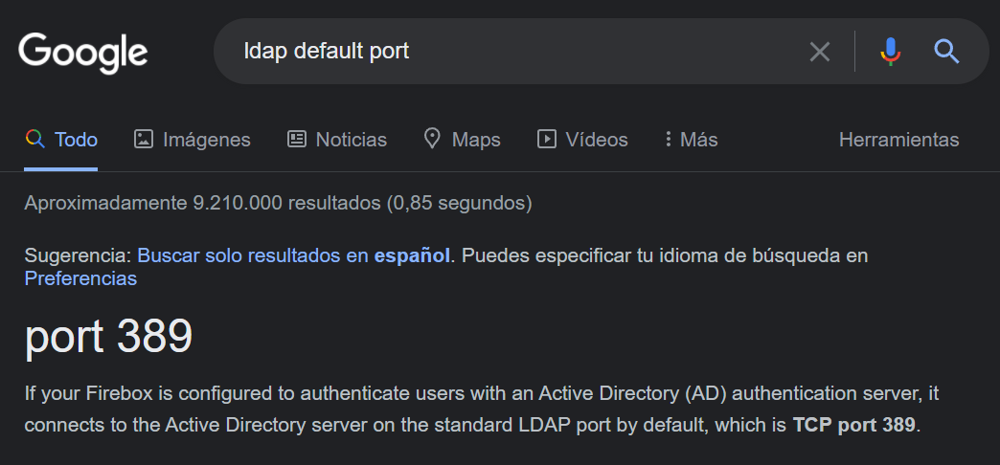 Google
ldap default port
Todo
Imágenes
Noticias
Maps
Vídeos
Más
Herramientas
Aproximadamente 9.210.000 resultados (0,85 segundos)
Sugerencia: Buscar solo resultados en español. Puedes especificar tu idioma de búsqueda en
Preferencias
port 389
If your Firebox is configured to authenticate users with an Active Directory (AD) authentication server, it
connects to the Active Directory server on the standard LDAP port by default, which is TCP port 389.